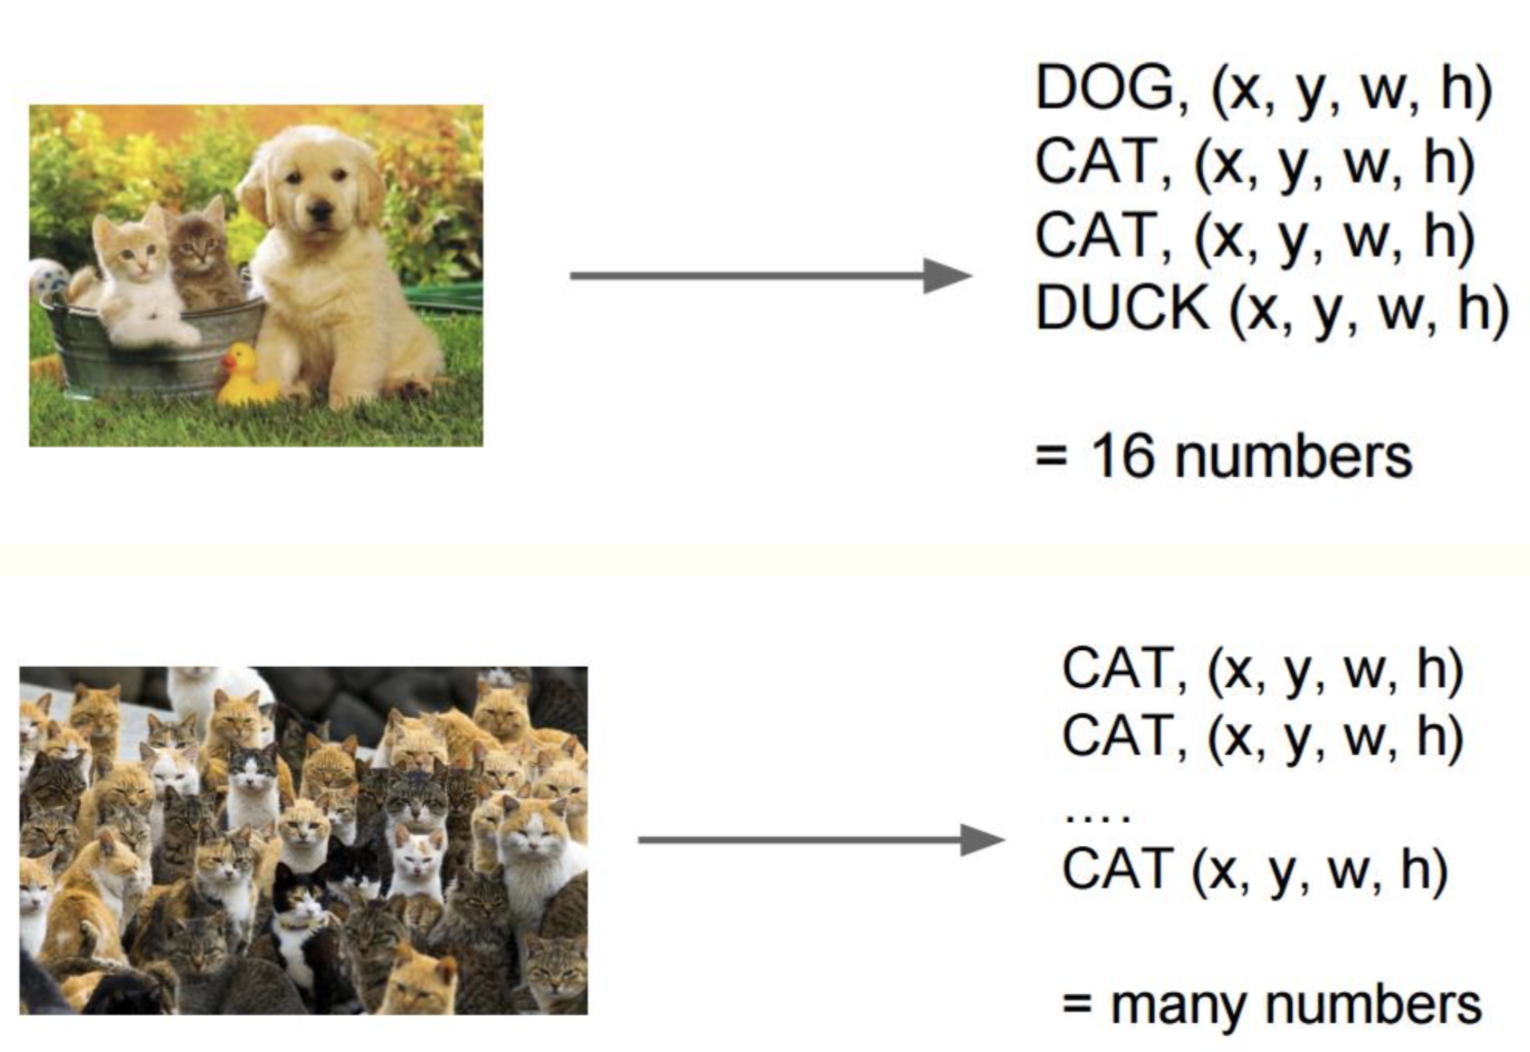 DOG, (x, y, w, h)
CAT, (x, y, w, h)
CAT, (x, y, w, h)
DUCK (x, y, w, h)
= 16 numbers
CAT, (x, y, w, h)
CAT, (x, y, w, h)
....
CAT (x, y, w, h)
= many numbers